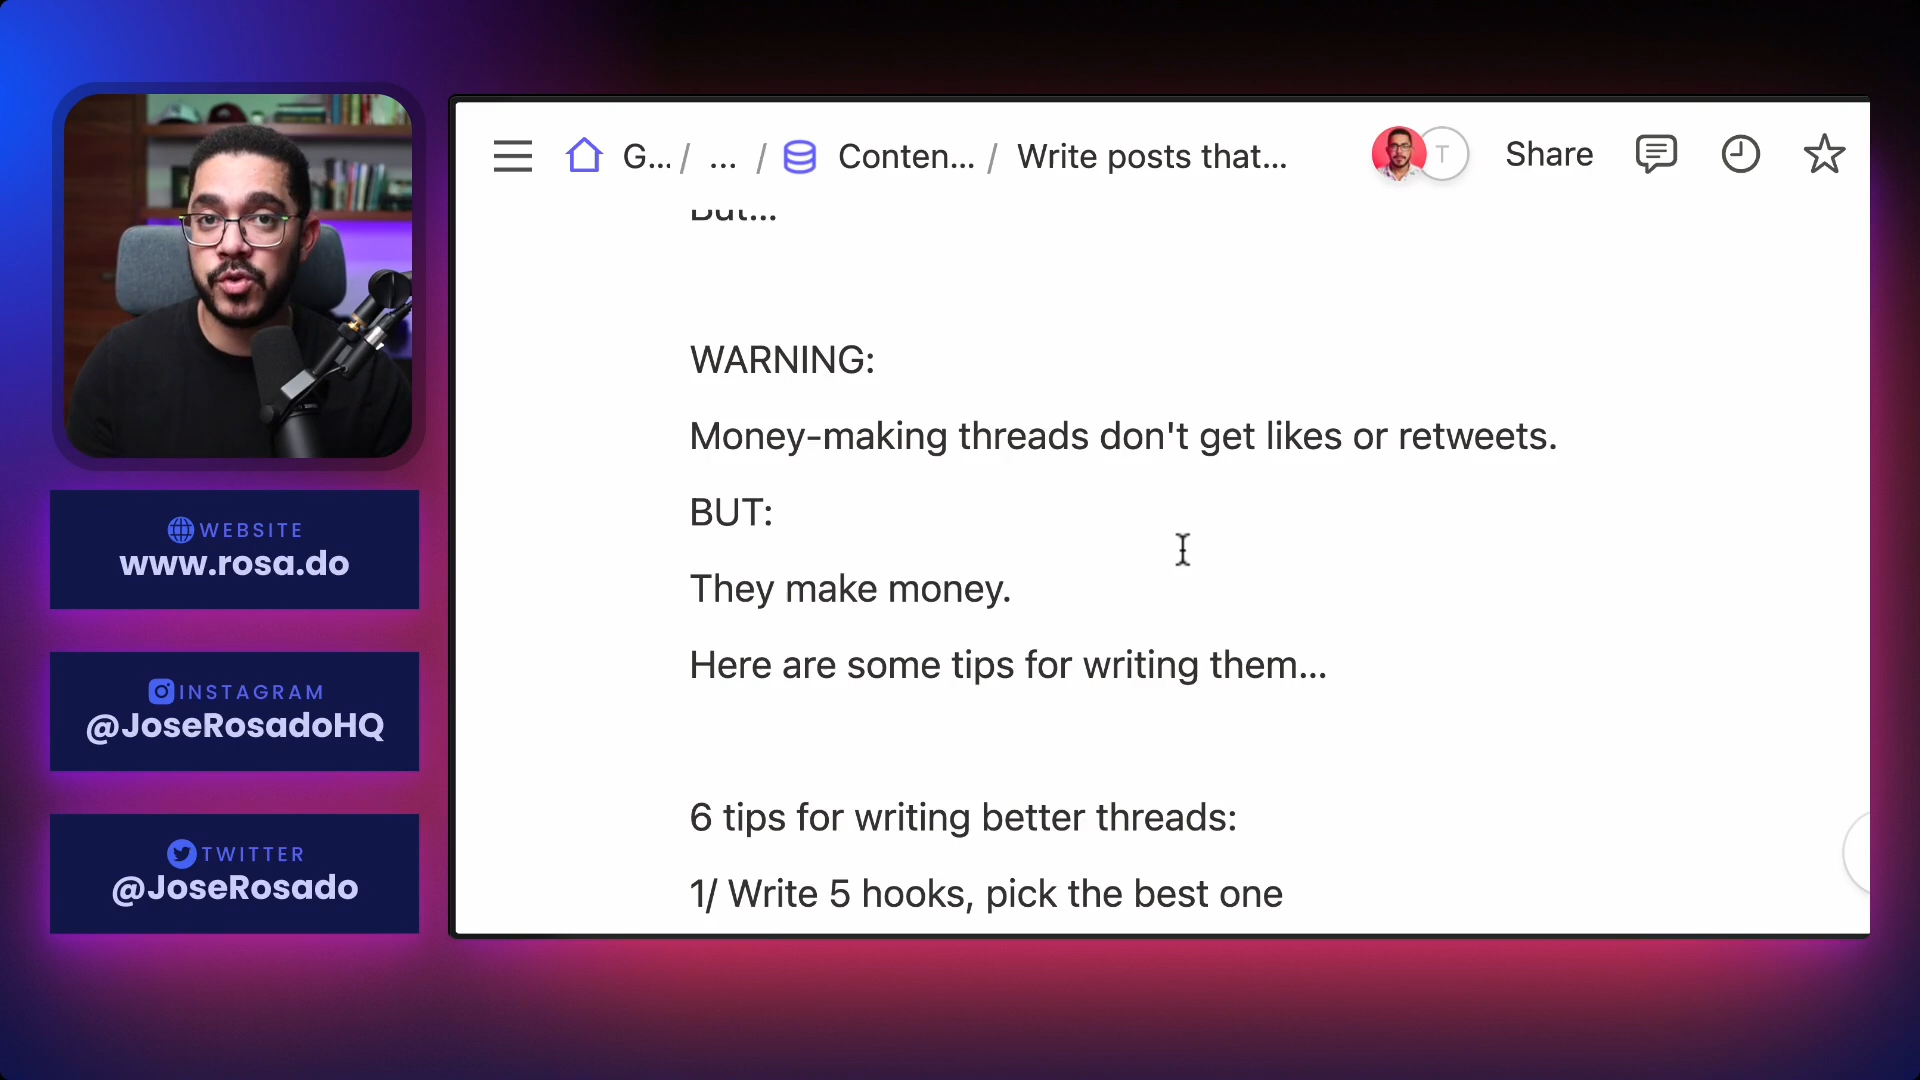 WEBSITE
www.rosa.do
INSTAGRAM
@JoseRosadoHQ
TWITTER
@JoseRosado
G... / ... / Conten... / Write posts that...
T
Share
But...
WARNING:
Money-making threads don't get likes or retweets.
BUT:
They make money.
Here are some tips for writing them...
6 tips for writing better threads:
1/ Write 5 hooks, pick the best one